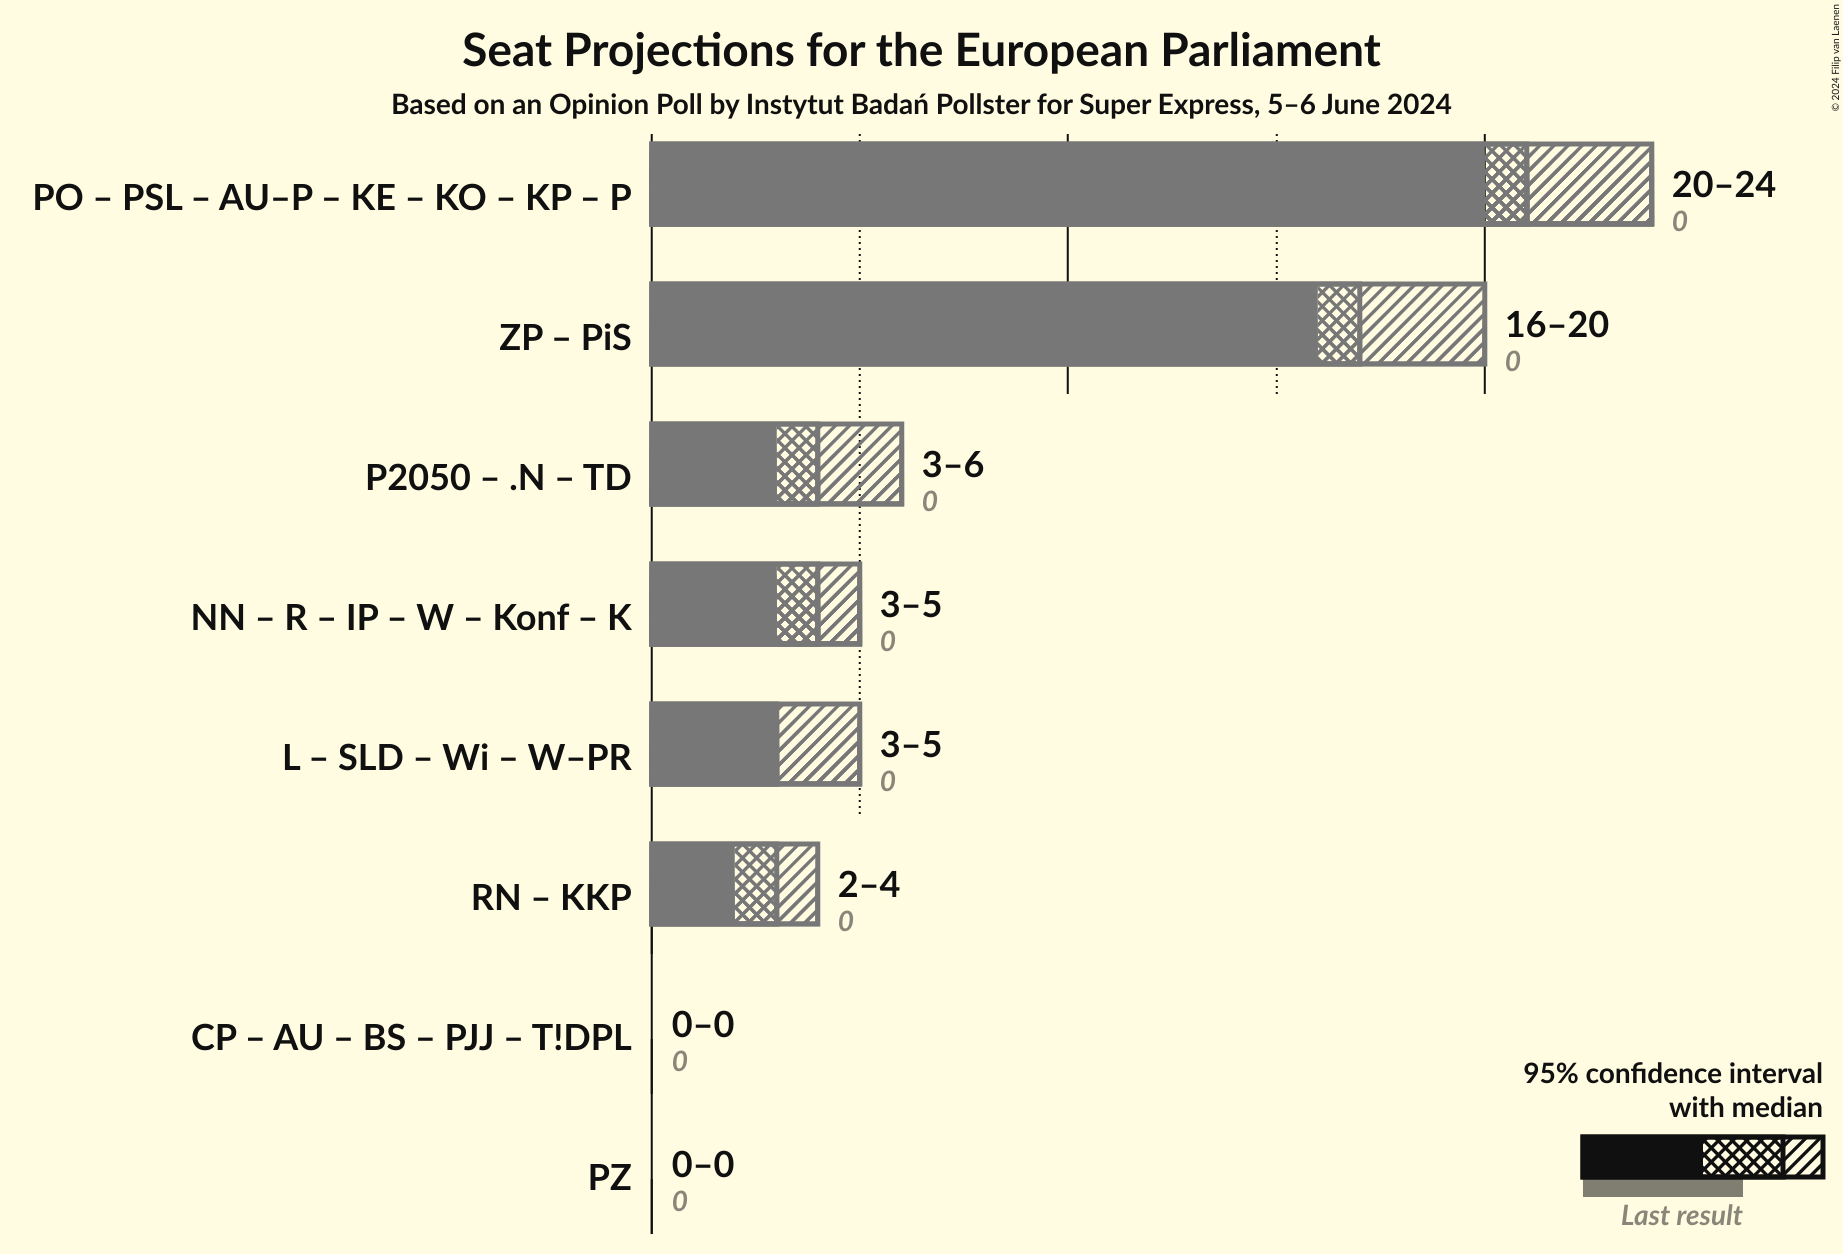 Seat Projections for the European Parliament
Based on an Opinion Poll by Instytut Badań Pollster for Super Express, 5–6 June 2024
© 2024 Filip van Laenen
PO – PSL – AU–P – KE – KO – KP – P
20–24
0
ZP – PiS
16–20
0
P2050 – .N – TD
3–6
0
NN – R – IP – W – Konf – K
3–5
0
L – SLD – Wi – W–PR
3–5
0
RN – KKP
2–4
0
CP – AU – BS – PJJ – T!DPL
0–0
0
PZ
0–0
0
95% confidence interval
with median
Last result